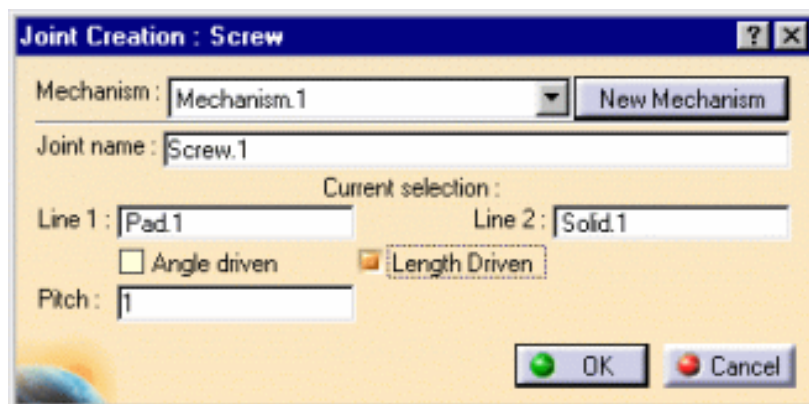 Joint Creation : Screw
Mechanism : Mechanism.1 New Mechanism
Joint name : Screw.1
Current selection :
Line 1 : Pad.1 Line 2 : Solid.1
Angle driven Length Driven
Pitch : 1
OK Cancel